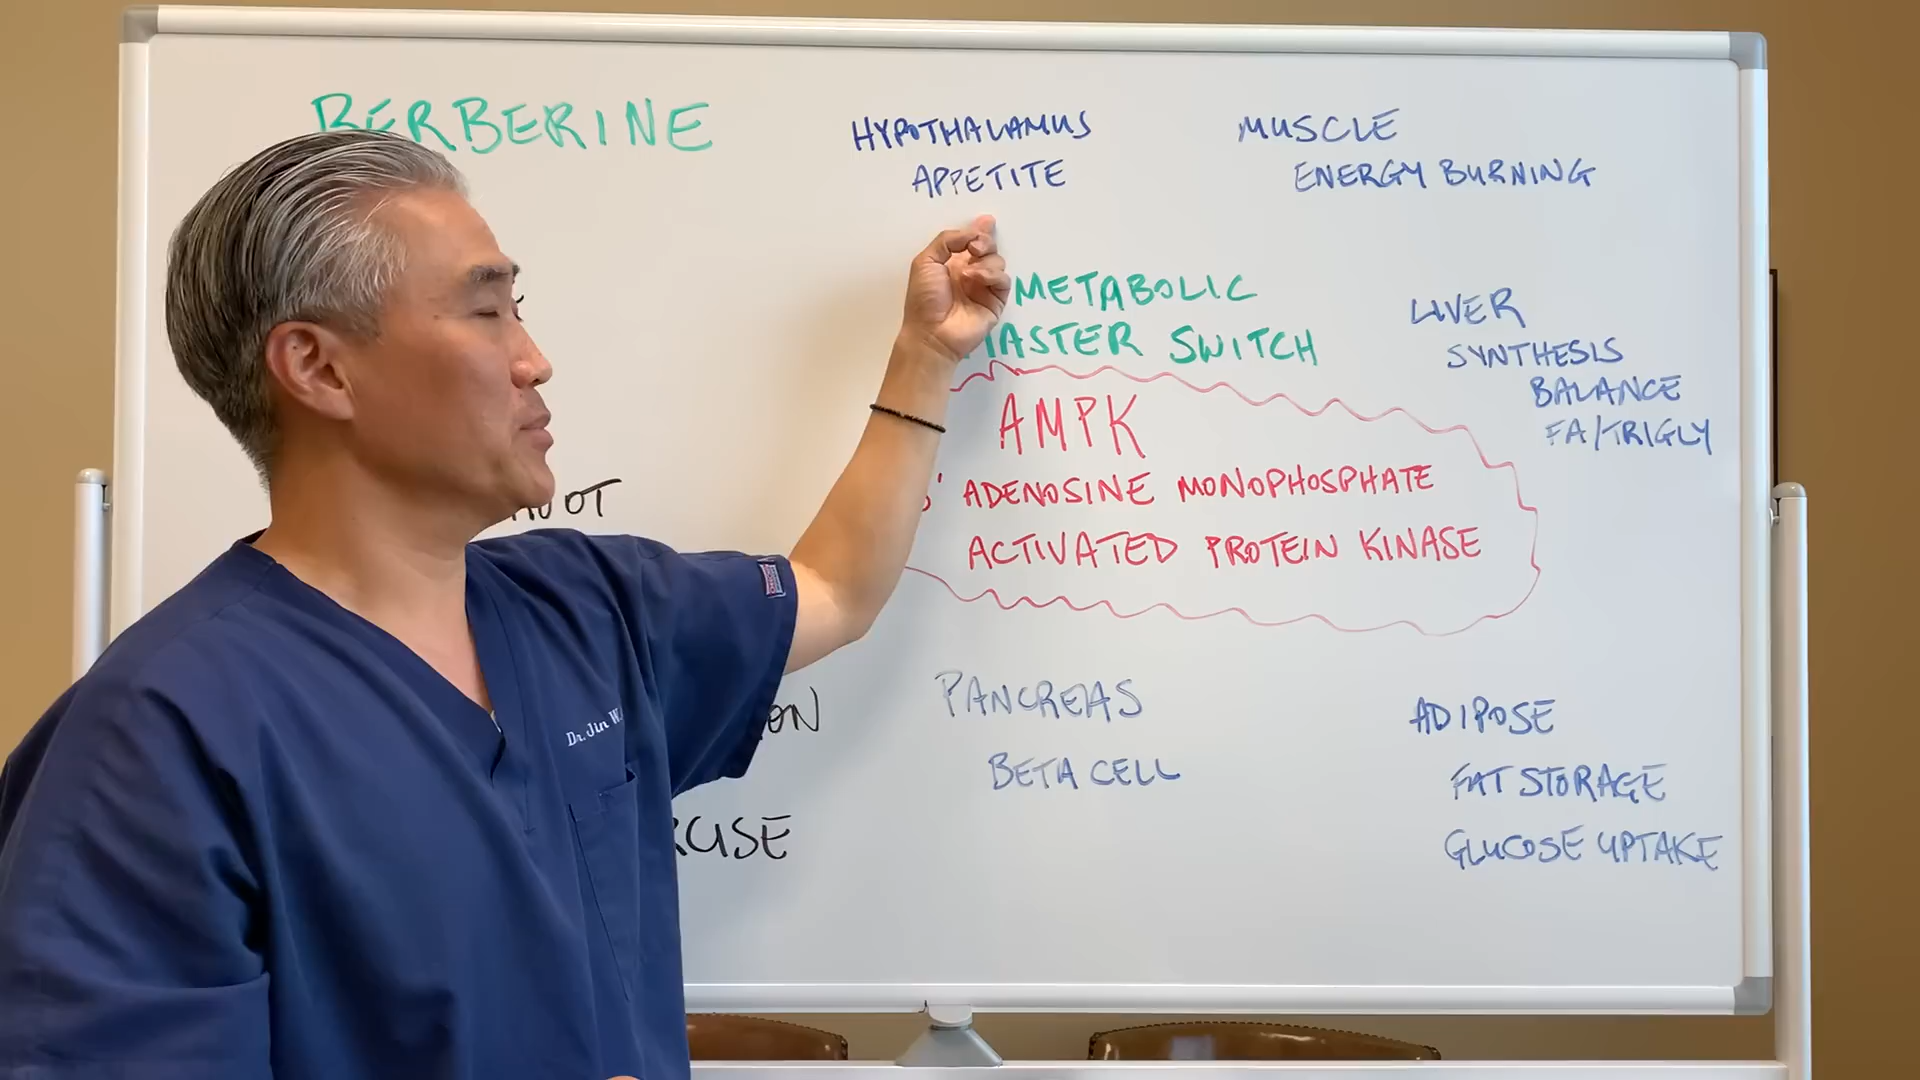 BERBERINE
HYPOTHALAMUS
APPETITE
MUSCLE
ENERGY BURNING
METABOLIC
MASTER SWITCH
LIVER
SYNTHESIS
BALANCE
FA/TRIGLY
AMPK
5' ADENOSINE MONOPHOSPHATE
ACTIVATED PROTEIN KINASE
PANCREAS
BETA CELL
ADIPOSE
FAT STORAGE
GLUCOSE UPTAKE
Dr. Jin W.